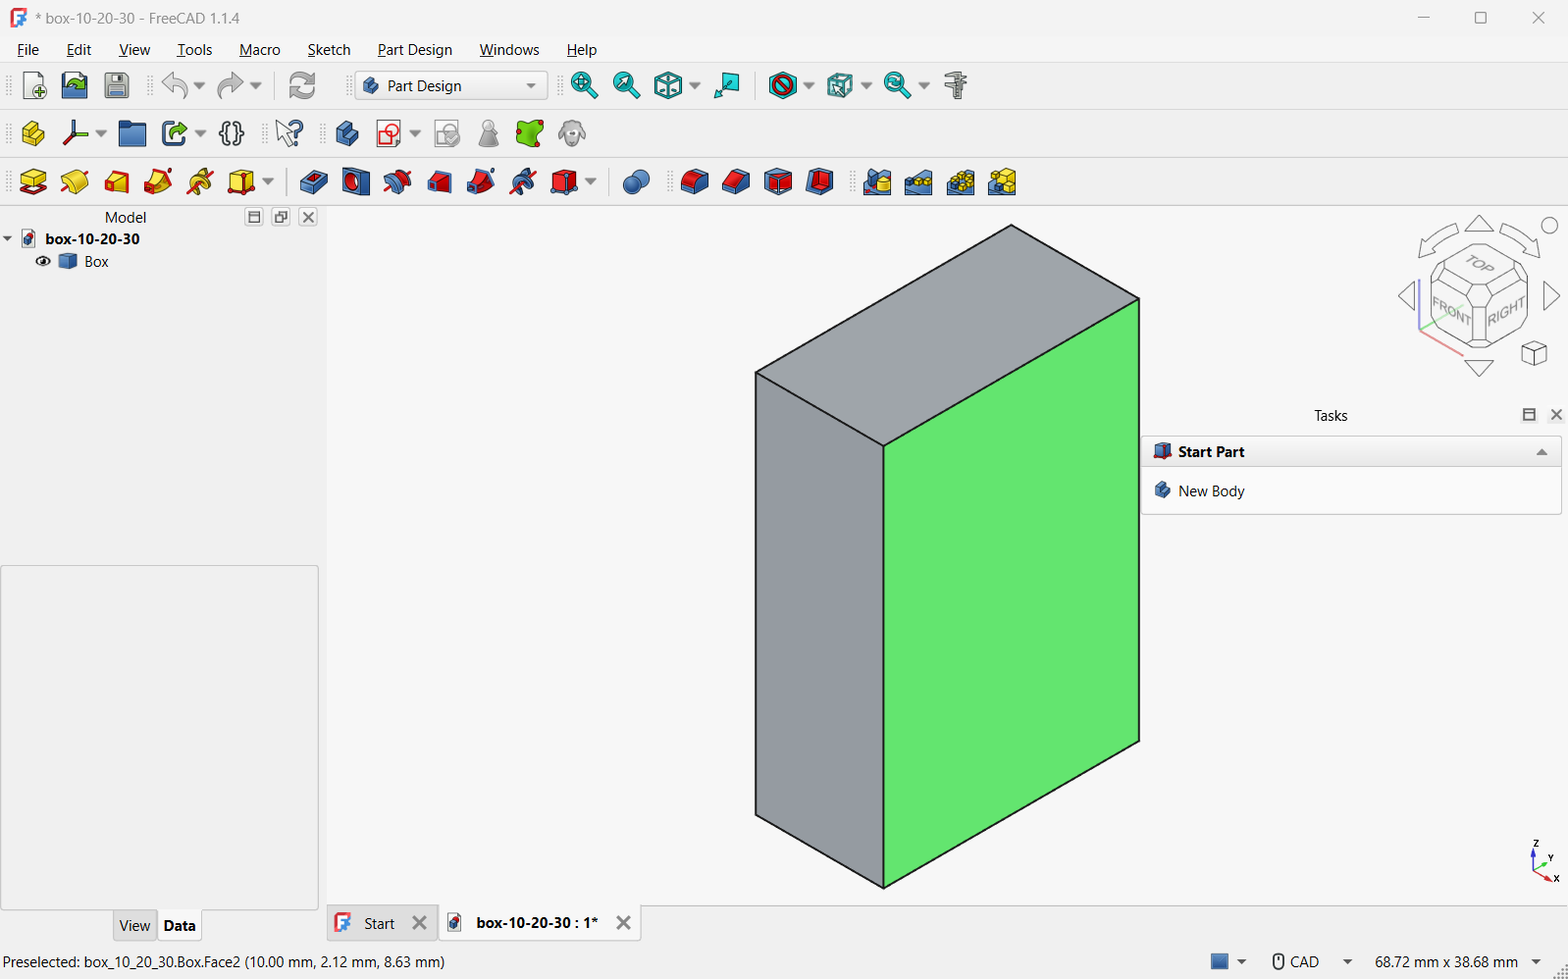 * box-10-20-30 - FreeCAD 1.1.4
File Edit View Tools Macro Sketch Part Design Windows Help
Part Design
Model
box-10-20-30
Box
TOP
FRONT RIGHT
Tasks
Start Part
New Body
Z
Y
X
View Data
Start box-10-20-30 : 1*
Preselected: box_10_20_30.Box.Face2 (10.00 mm, 2.12 mm, 8.63 mm) CAD 68.72 mm x 38.68 mm